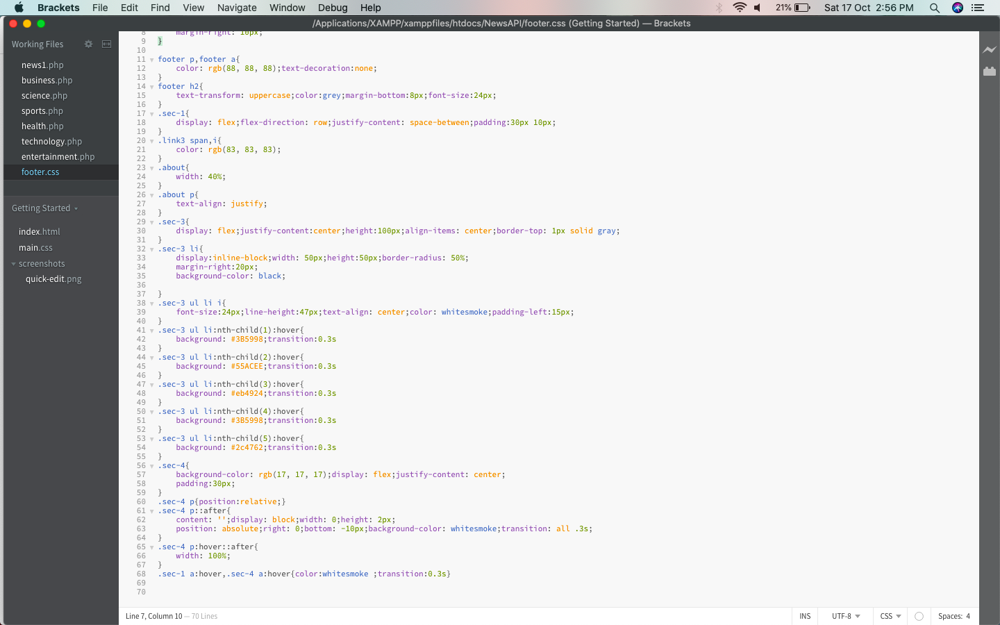 Brackets File Edit Find View Navigate Window Debug Help 21% Sat 17 Oct 2:56 PM
/Applications/XAMPP/xamppfiles/htdocs/NewsAPI/footer.css (Getting Started) — Brackets
Working Files
news1.php
business.php
science.php
sports.php
health.php
technology.php
entertainment.php
footer.css
Getting Started
index.html
main.css
screenshots
quick-edit.png
8 margin-right: 10px;
9 }
10
11 footer p,footer a{
12 color: rgb(88, 88, 88);text-decoration:none;
13 }
14 footer h2{
15 text-transform: uppercase;color:grey;margin-bottom:8px;font-size:24px;
16 }
17 .sec-1{
18 display: flex;flex-direction: row;justify-content: space-between;padding:30px 10px;
19 }
20 .link3 span,i{
21 color: rgb(83, 83, 83);
22 }
23 .about{
24 width: 40%;
25 }
26 .about p{
27 text-align: justify;
28 }
29 .sec-3{
30 display: flex;justify-content:center;height:100px;align-items: center;border-top: 1px solid gray;
31 }
32 .sec-3 li{
33 display:inline-block;width: 50px;height:50px;border-radius: 50%;
34 margin-right:20px;
35 background-color: black;
36
37 }
38 .sec-3 ul li i{
39 font-size:24px;line-height:47px;text-align: center;color: whitesmoke;padding-left:15px;
40 }
41 .sec-3 ul li:nth-child(1):hover{
42 background: #3B5998;transition:0.3s
43 }
44 .sec-3 ul li:nth-child(2):hover{
45 background: #55ACEE;transition:0.3s
46 }
47 .sec-3 ul li:nth-child(3):hover{
48 background: #eb4924;transition:0.3s
49 }
50 .sec-3 ul li:nth-child(4):hover{
51 background: #3B5998;transition:0.3s
52 }
53 .sec-3 ul li:nth-child(5):hover{
54 background: #2c4762;transition:0.3s
55 }
56 .sec-4{
57 background-color: rgb(17, 17, 17);display: flex;justify-content: center;
58 padding:30px;
59 }
60 .sec-4 p{position:relative;}
61 .sec-4 p::after{
62 content: '';display: block;width: 0;height: 2px;
63 position: absolute;right: 0;bottom: -10px;background-color: whitesmoke;transition: all .3s;
64 }
65 .sec-4 p:hover::after{
66 width: 100%;
67 }
68 .sec-1 a:hover,.sec-4 a:hover{color:whitesmoke ;transition:0.3s}
69
70
Line 7, Column 10 — 70 Lines INS UTF-8 CSS Spaces: 4